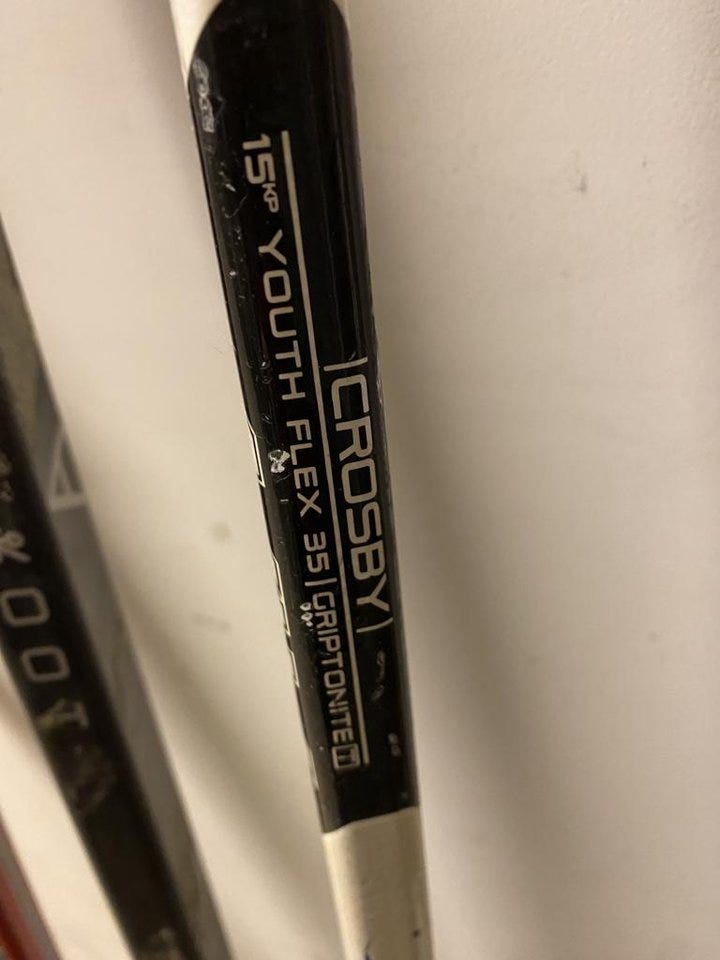 |CROSBY|
15KP YOUTH FLEX 35|GRIPTONITE T